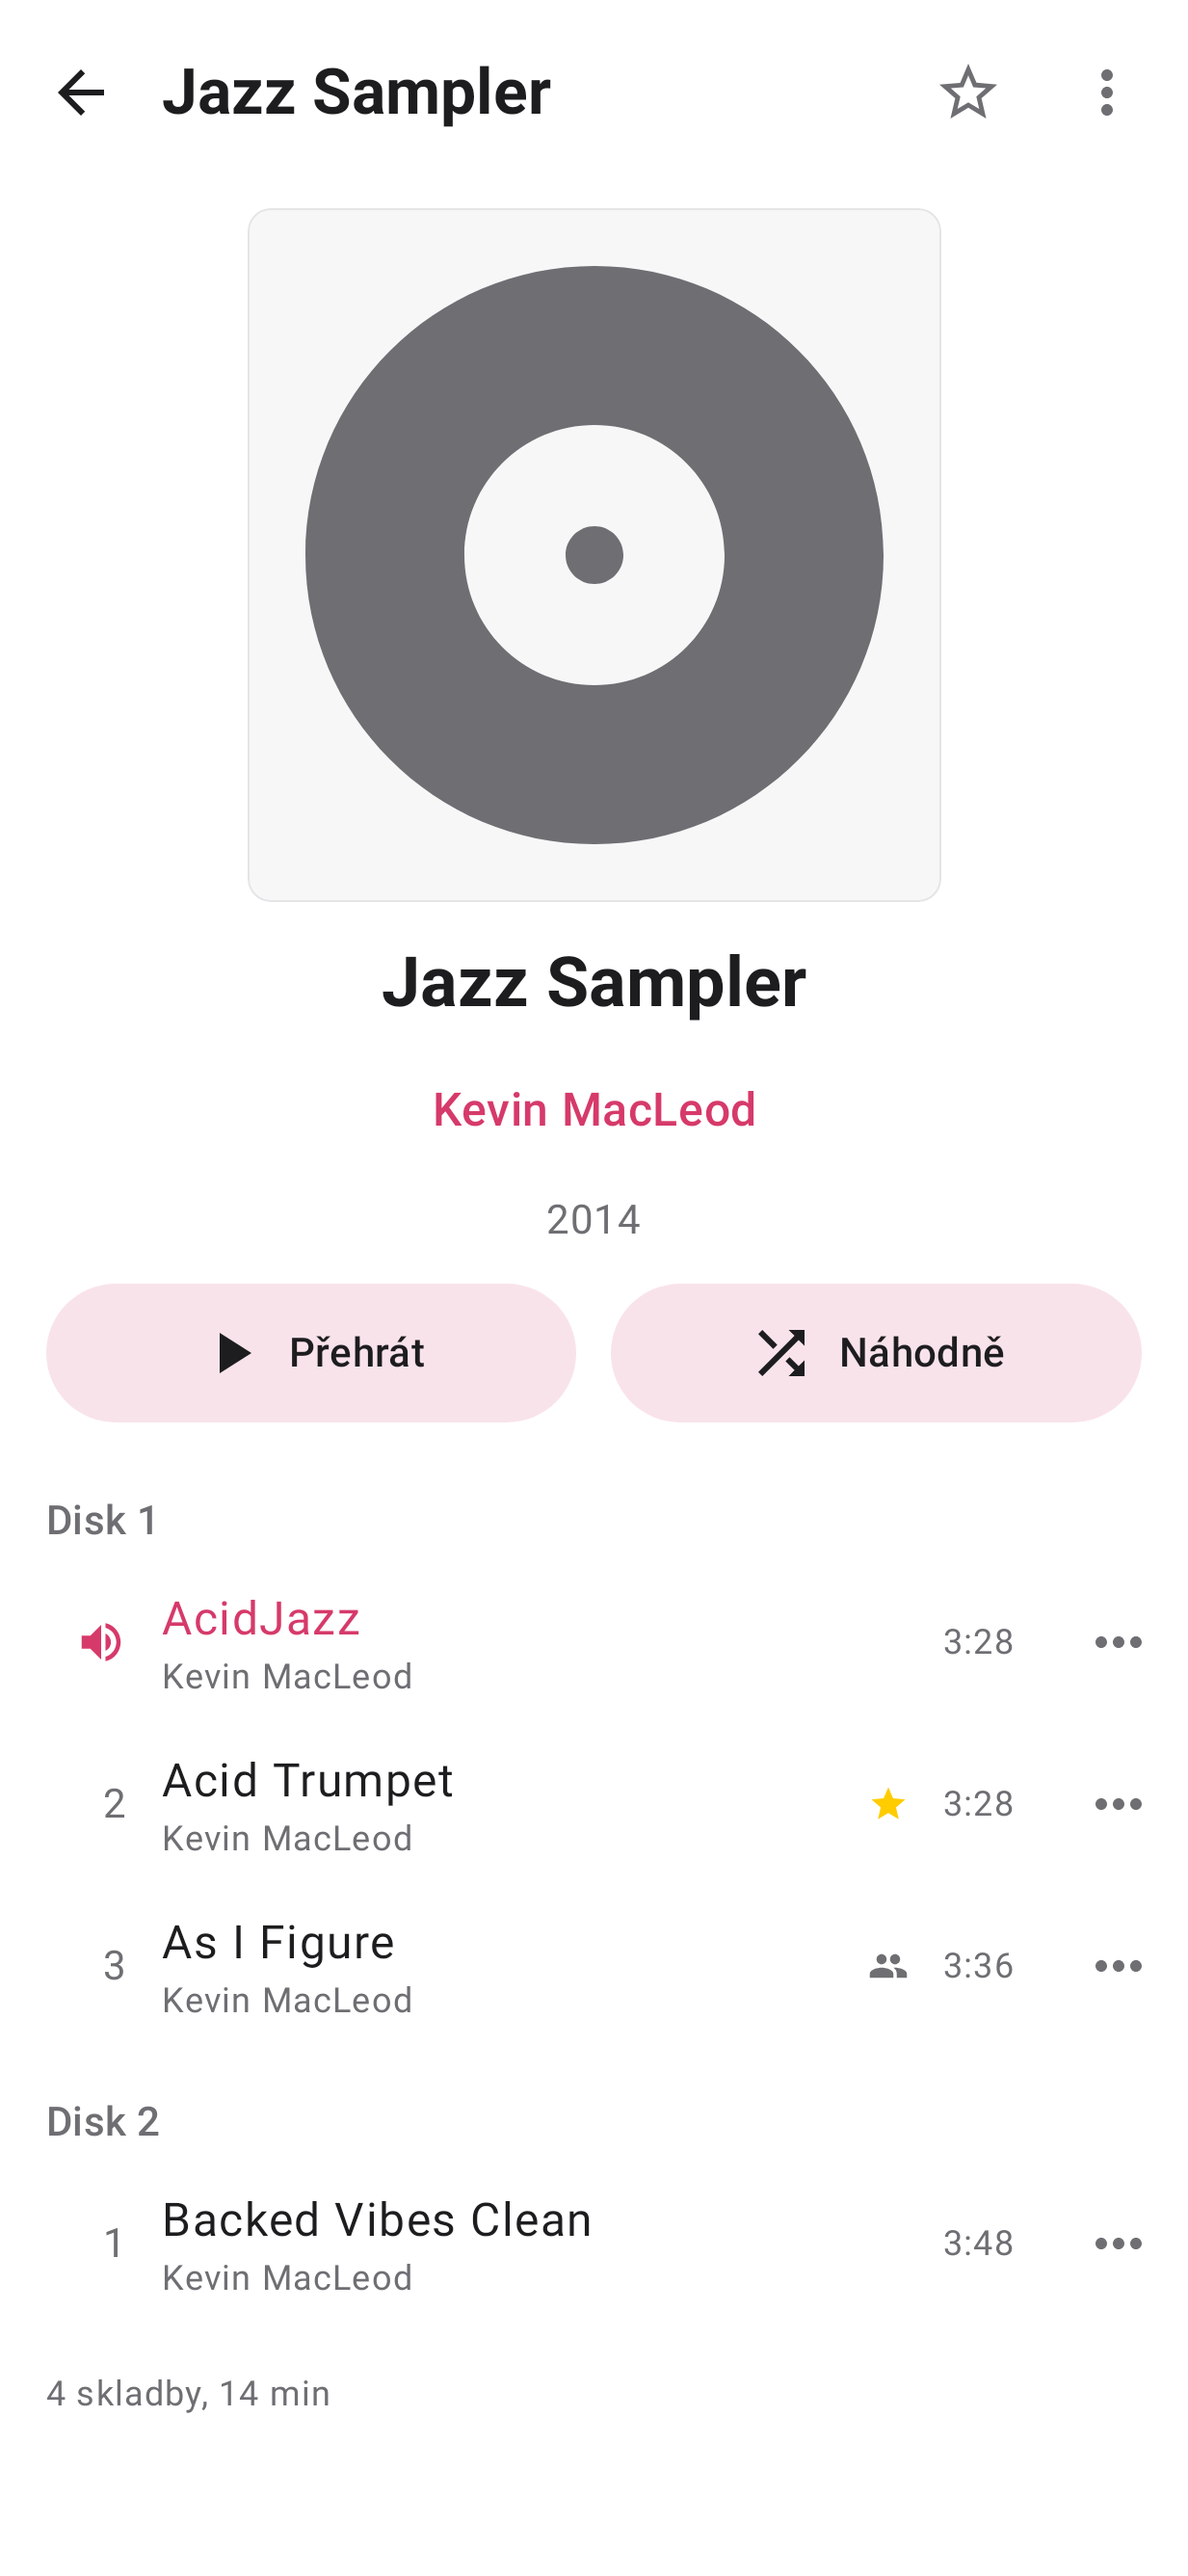 Jazz Sampler
Jazz Sampler
Kevin MacLeod
2014
Přehrát
Náhodně
Disk 1
AcidJazz
Kevin MacLeod
3:28
2
Acid Trumpet
Kevin MacLeod
3:28
3
As I Figure
Kevin MacLeod
3:36
Disk 2
1
Backed Vibes Clean
Kevin MacLeod
3:48
4 skladby, 14 min